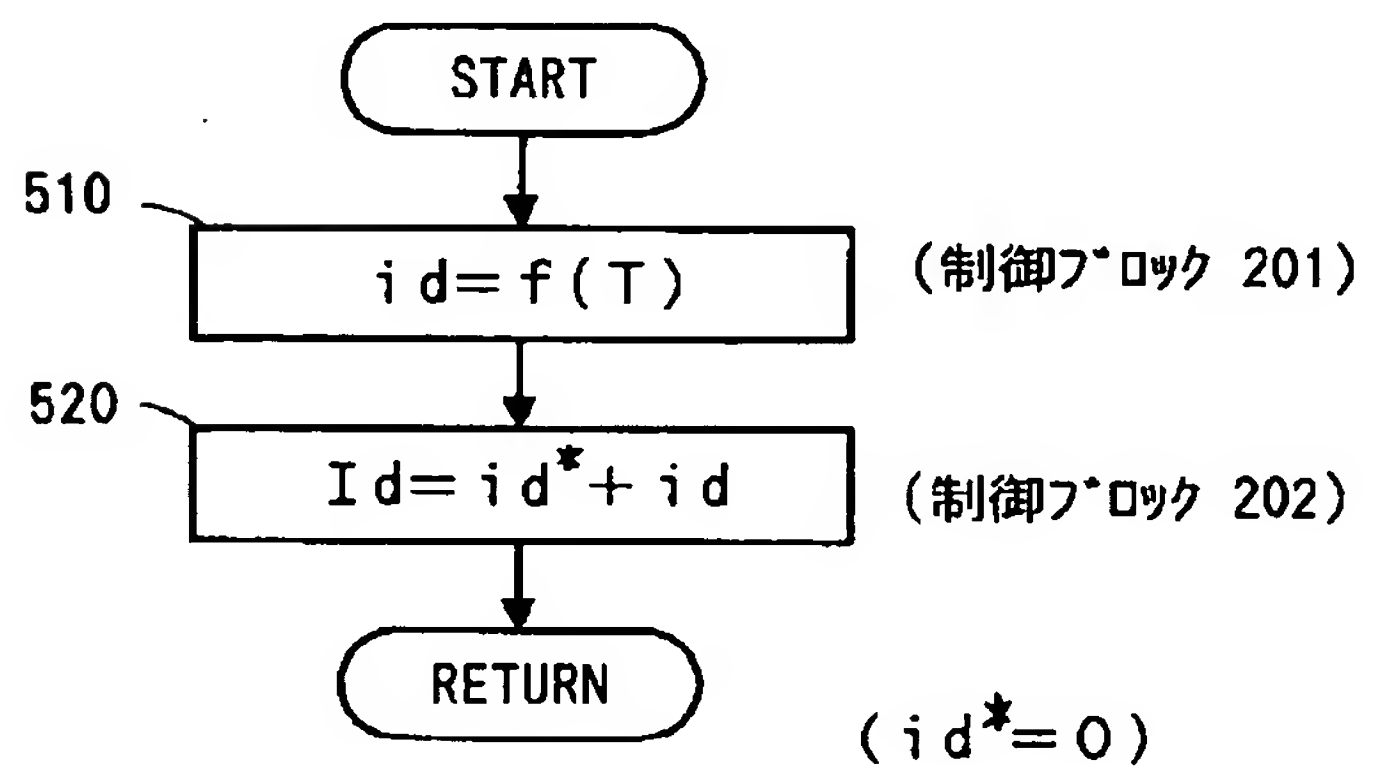 START
510
id=f(T)
(制御ブロック 201)
520
Id=id*+id
(制御ブロック 202)
RETURN
(id*=0)